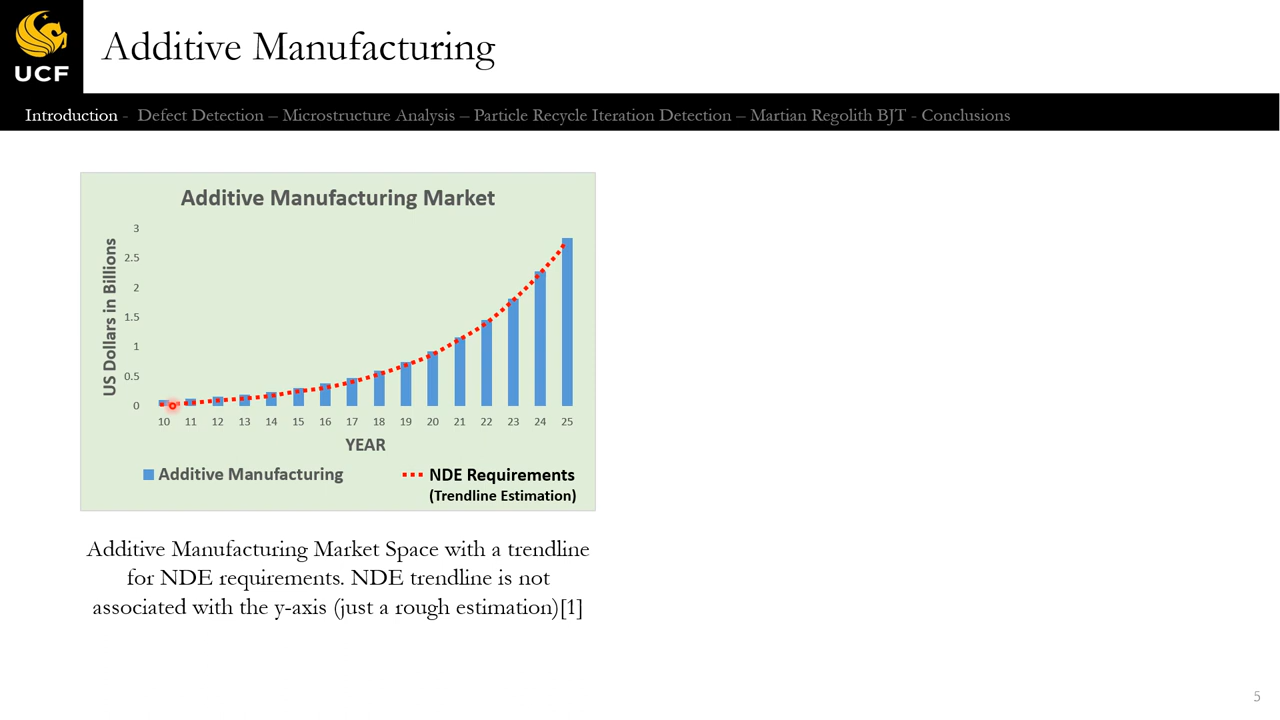 UCF
Additive Manufacturing
Introduction - Defect Detection – Microstructure Analysis – Particle Recycle Iteration Detection – Martian Regolith BJT - Conclusions
Additive Manufacturing Market
US Dollars in Billions
3
2.5
2
1.5
1
0.5
0
10 11 12 13 14 15 16 17 18 19 20 21 22 23 24 25
YEAR
Additive Manufacturing
NDE Requirements
(Trendline Estimation)
Additive Manufacturing Market Space with a trendline
for NDE requirements. NDE trendline is not
associated with the y-axis (just a rough estimation)[1]
5